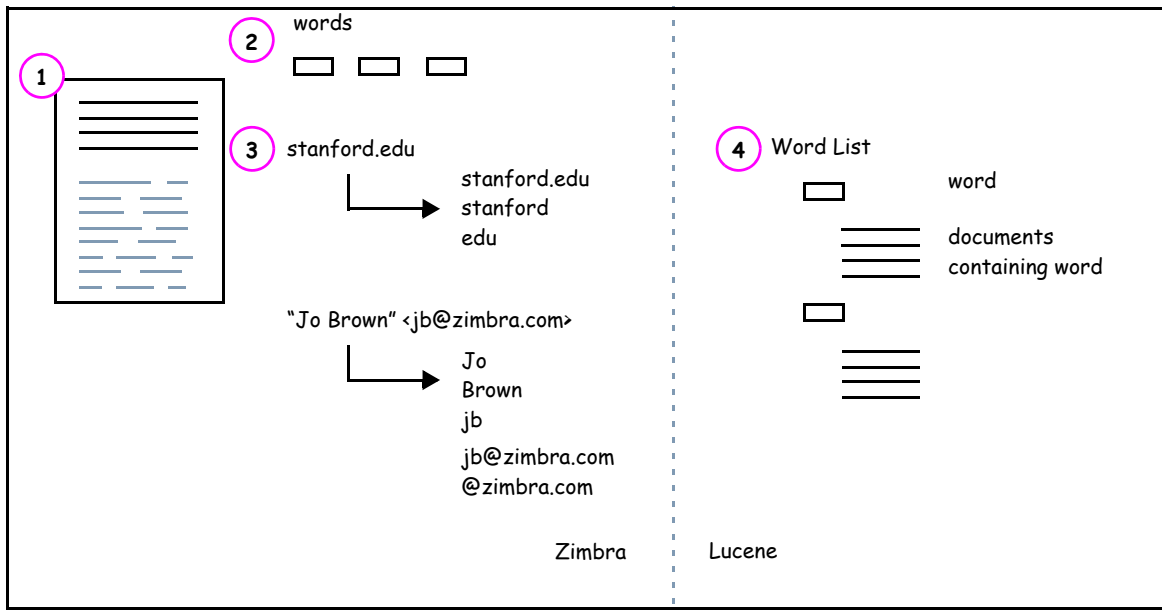 1
2
words
3
stanford.edu
stanford.edu
stanford
edu
“Jo Brown” <jb@zimbra.com>
Jo
Brown
jb
jb@zimbra.com
@zimbra.com
Zimbra
4
Word List
word
documents
containing word
Lucene